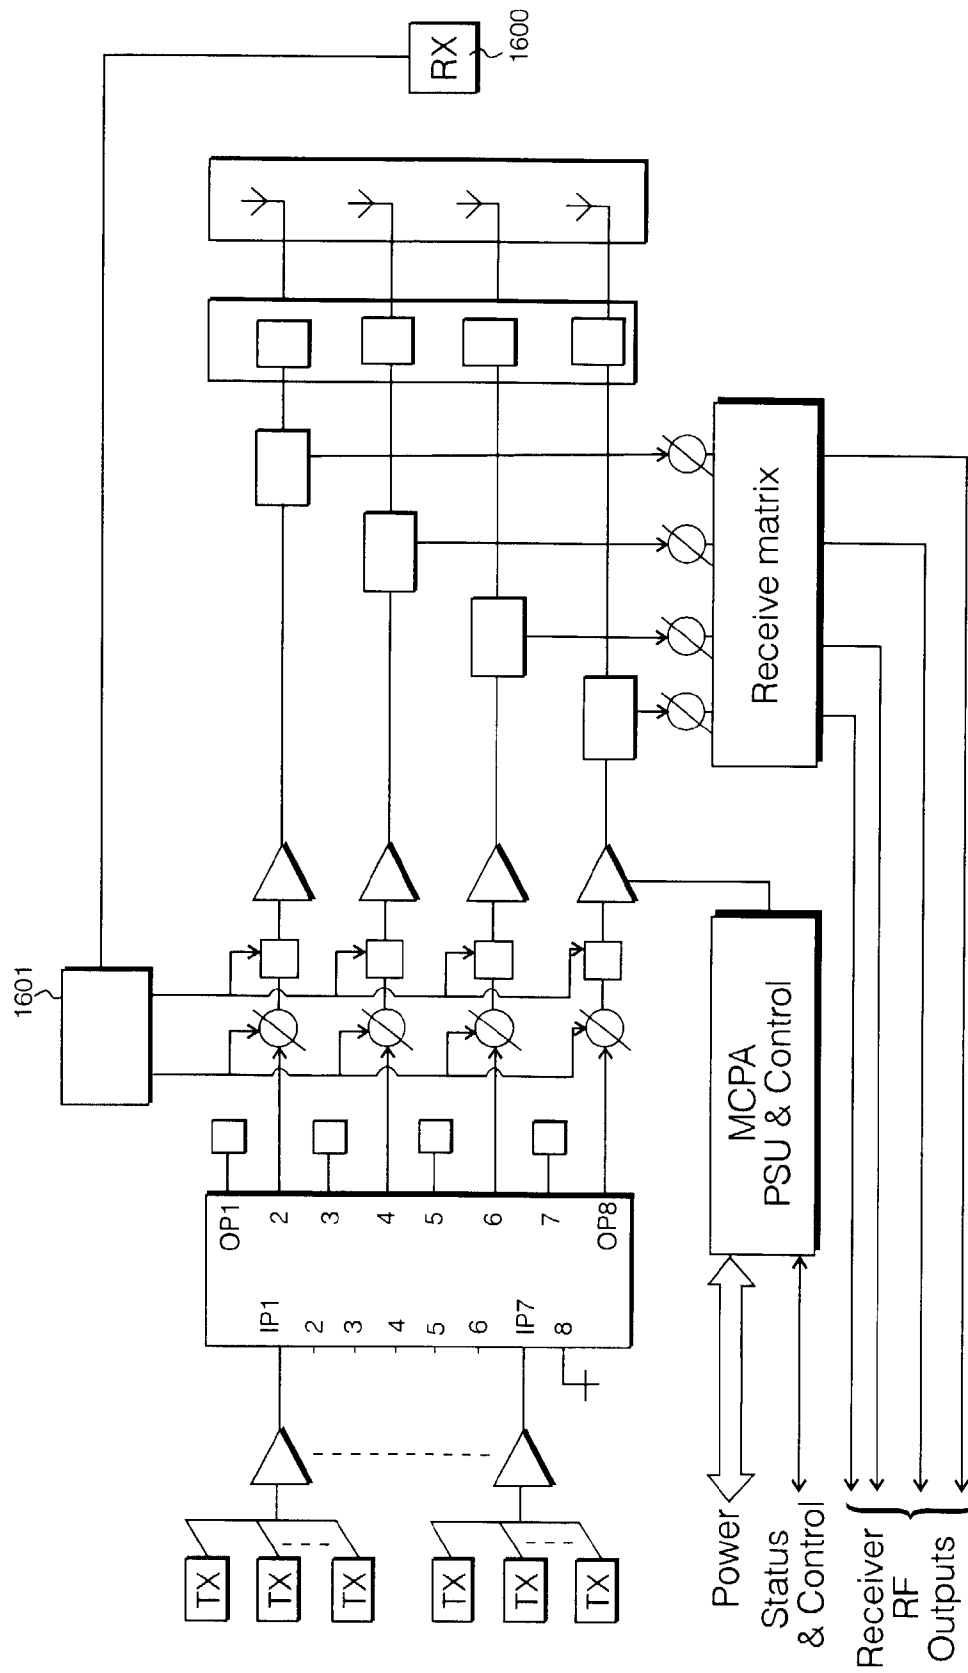 TX
TX
TX
TX
TX
TX
IP1
2
3
4
5
6
IP7
8
OP1
2
3
4
5
6
7
OP8
1601
RX
1600
MCPA
PSU & Control
Receive matrix
Power
Status
& Control
Receiver
RF
Outputs